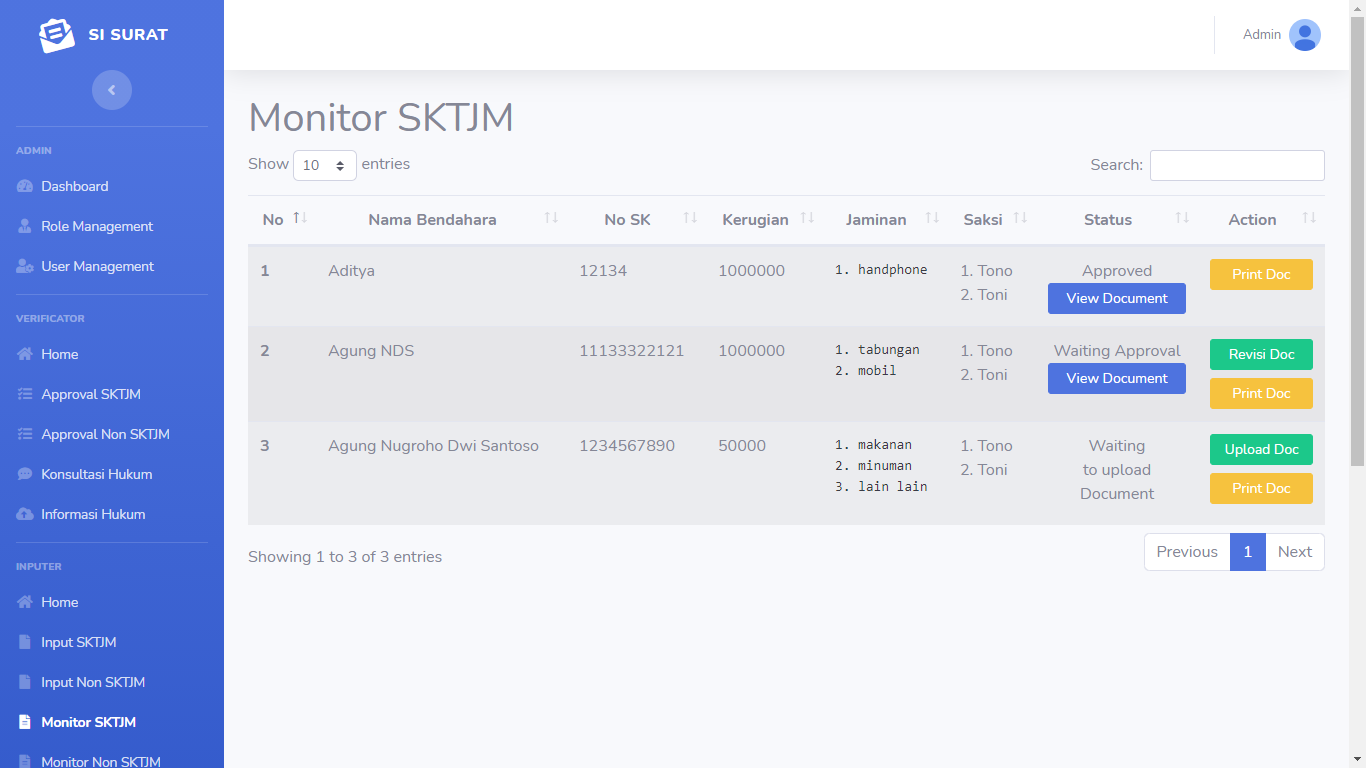 SI SURAT
Admin
ADMIN
Dashboard
Role Management
User Management
VERIFICATOR
Home
Approval SKTJM
Approval Non SKTJM
Konsultasi Hukum
Informasi Hukum
INPUTER
Home
Input SKTJM
Input Non SKTJM
Monitor SKTJM
Monitor Non SKTJM
Monitor SKTJM
Show 10 entries
Search:
No Nama Bendahara No SK Kerugian Jaminan Saksi Status Action
1 Aditya 12134 1000000 1. handphone 1. Tono Approved Print Doc
2. Toni View Document
2 Agung NDS 11133322121 1000000 1. tabungan 1. Tono Waiting Approval Revisi Doc
2. mobil 2. Toni View Document Print Doc
3 Agung Nugroho Dwi Santoso 1234567890 50000 1. makanan 1. Tono Waiting Upload Doc
2. minuman 2. Toni to upload Print Doc
3. lain lain Document
Showing 1 to 3 of 3 entries
Previous 1 Next